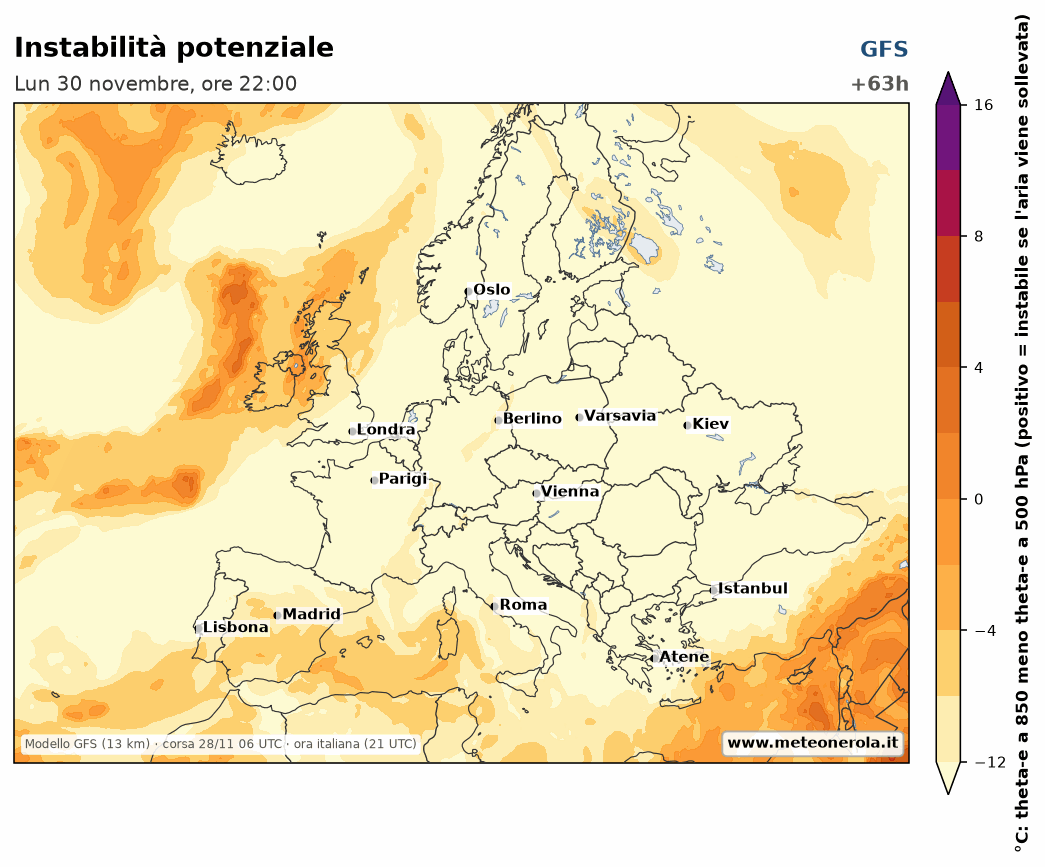 Instabilità potenziale
GFS
Lun 30 novembre, ore 22:00
+63h
Oslo
Londra
Berlino
Varsavia
Kiev
Parigi
Vienna
Istanbul
Roma
Madrid
Lisbona
Atene
Modello GFS (13 km) · corsa 28/11 06 UTC · ora italiana (21 UTC)
www.meteonerola.it
16
8
4
0
−4
−12
°C: theta-e a 850 meno theta-e a 500 hPa (positivo = instabile se l'aria viene sollevata)